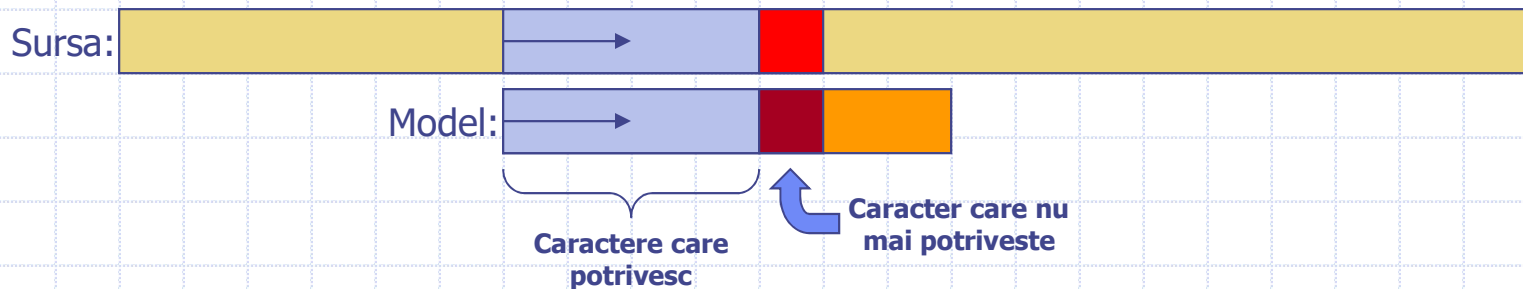 Sursa:
Model:
Caractere care
potrivesc
Caracter care nu
mai potriveste